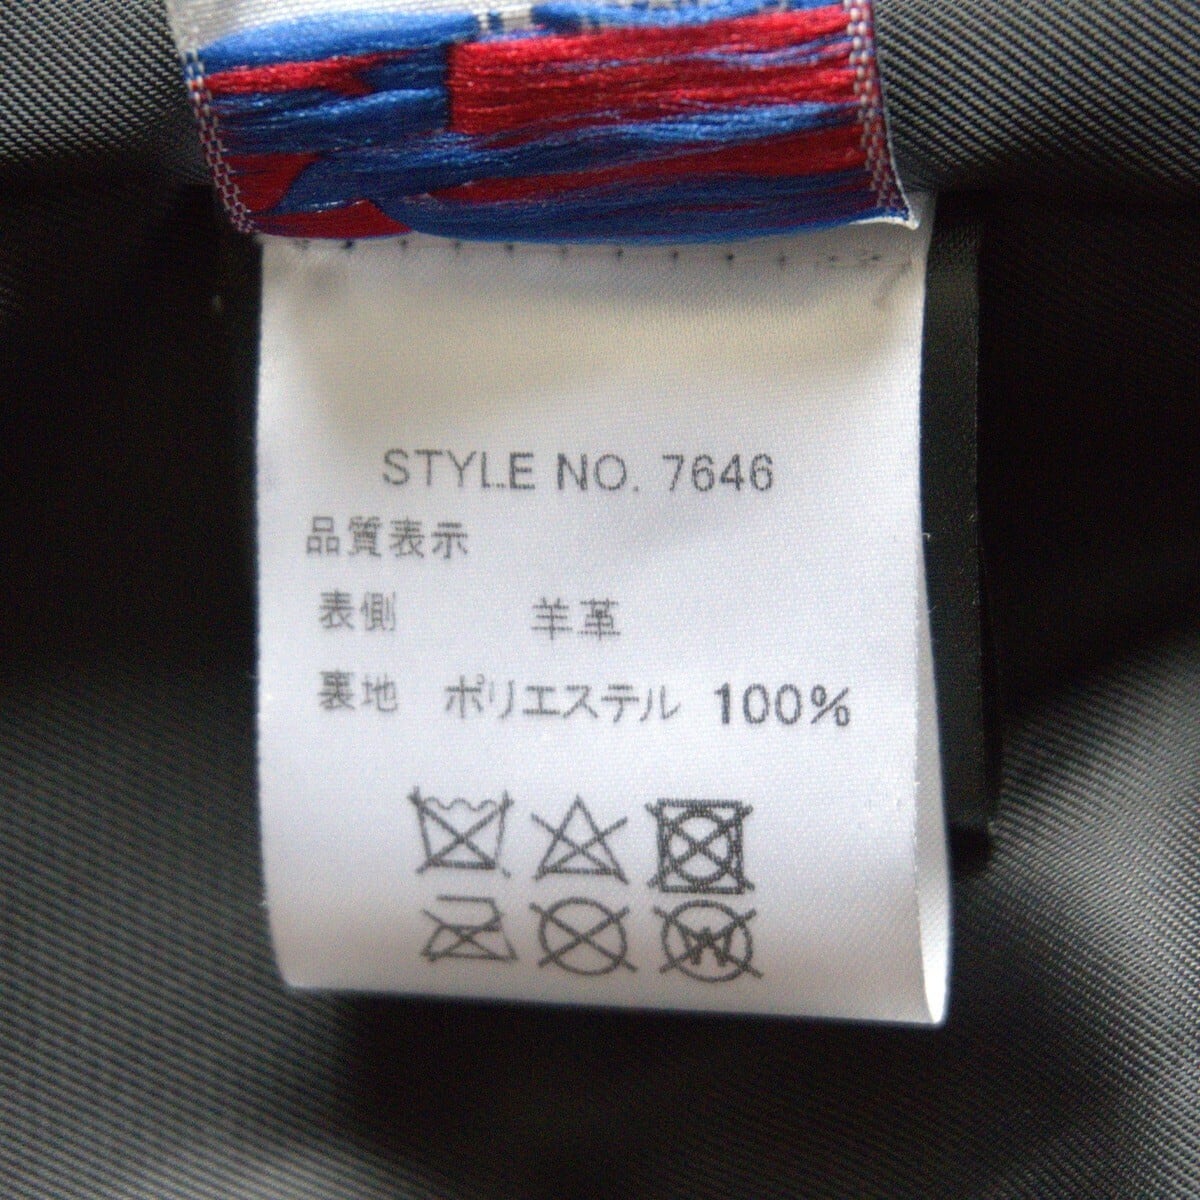 STYLE NO. 7646
品質表示
表側 羊革
裏地 ポリエステル 100%
W